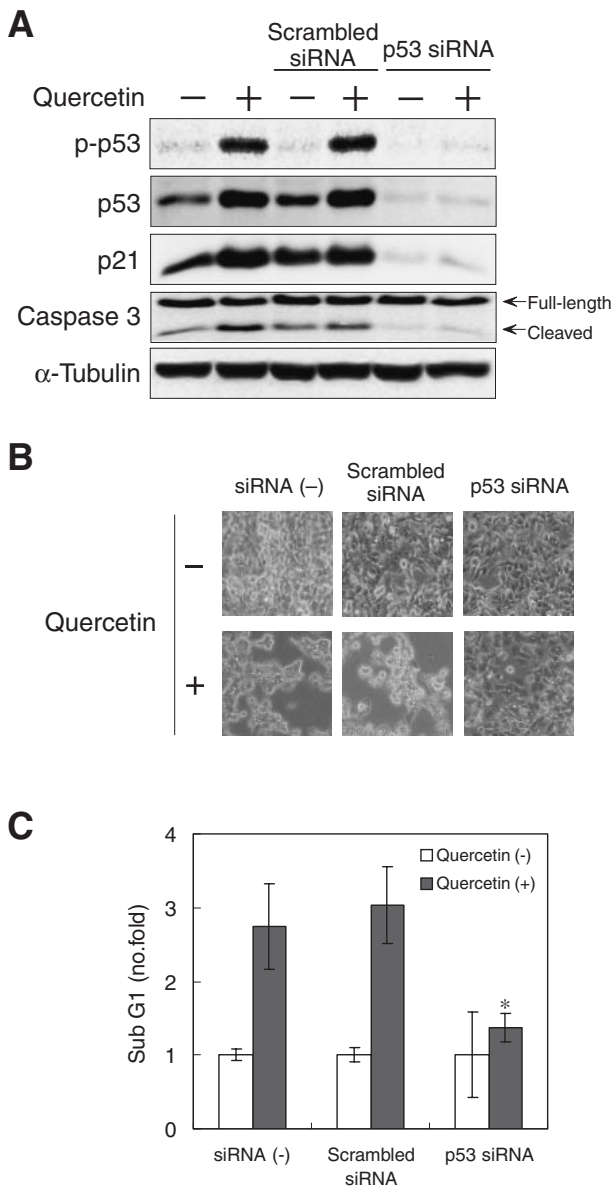 A
Scrambled
siRNA
p53 siRNA
Quercetin − + − + − +
p-p53
p53
p21
Caspase 3
←Full-length
←Cleaved
α-Tubulin
B
siRNA (−)
Scrambled
siRNA
p53 siRNA
Quercetin
−
+
C
Sub G1 (no.fold)
4
3
2
1
0
Quercetin (-)
Quercetin (+)
*
siRNA (-)
Scrambled
siRNA
p53 siRNA